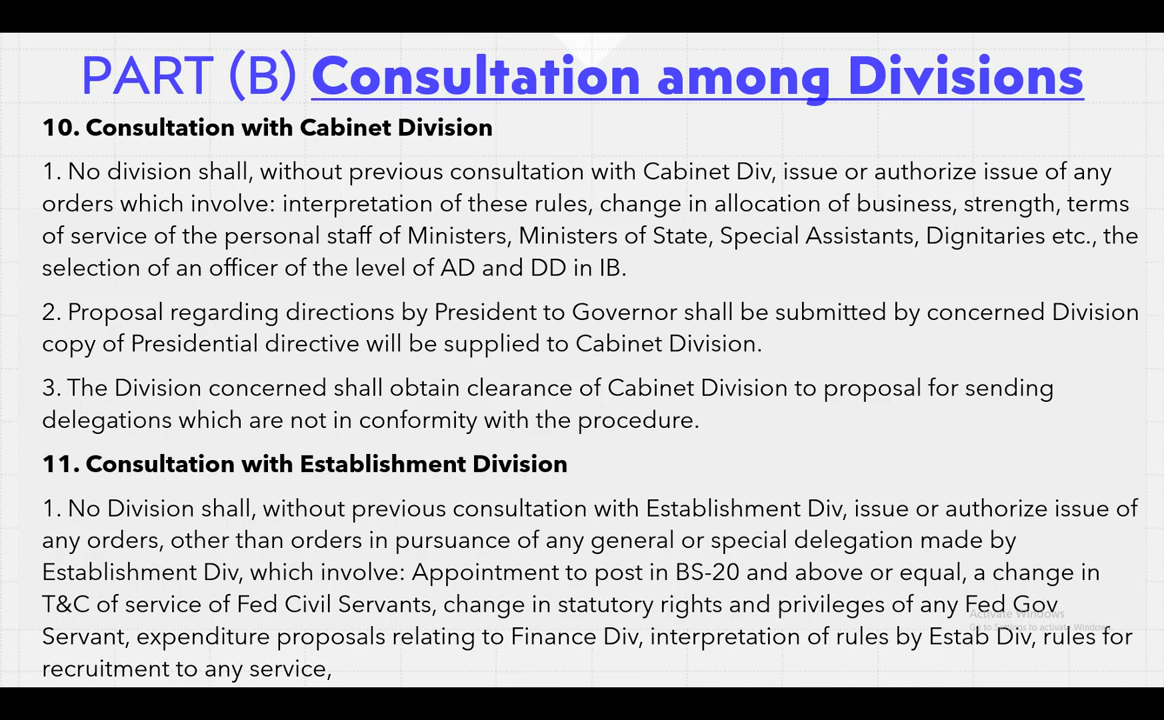 PART (B) Consultation among Divisions
10. Consultation with Cabinet Division
1. No division shall, without previous consultation with Cabinet Div, issue or authorize issue of any
orders which involve: interpretation of these rules, change in allocation of business, strength, terms
of service of the personal staff of Ministers, Ministers of State, Special Assistants, Dignitaries etc., the
selection of an officer of the level of AD and DD in IB.
2. Proposal regarding directions by President to Governor shall be submitted by concerned Division
copy of Presidential directive will be supplied to Cabinet Division.
3. The Division concerned shall obtain clearance of Cabinet Division to proposal for sending
delegations which are not in conformity with the procedure.
11. Consultation with Establishment Division
1. No Division shall, without previous consultation with Establishment Div, issue or authorize issue of
any orders, other than orders in pursuance of any general or special delegation made by
Establishment Div, which involve: Appointment to post in BS-20 and above or equal, a change in
T&C of service of Fed Civil Servants, change in statutory rights and privileges of any Fed Gov
Activate Windows
Go to Settings to activate Windows.
Servant, expenditure proposals relating to Finance Div, interpretation of rules by Estab Div, rules for
recruitment to any service,